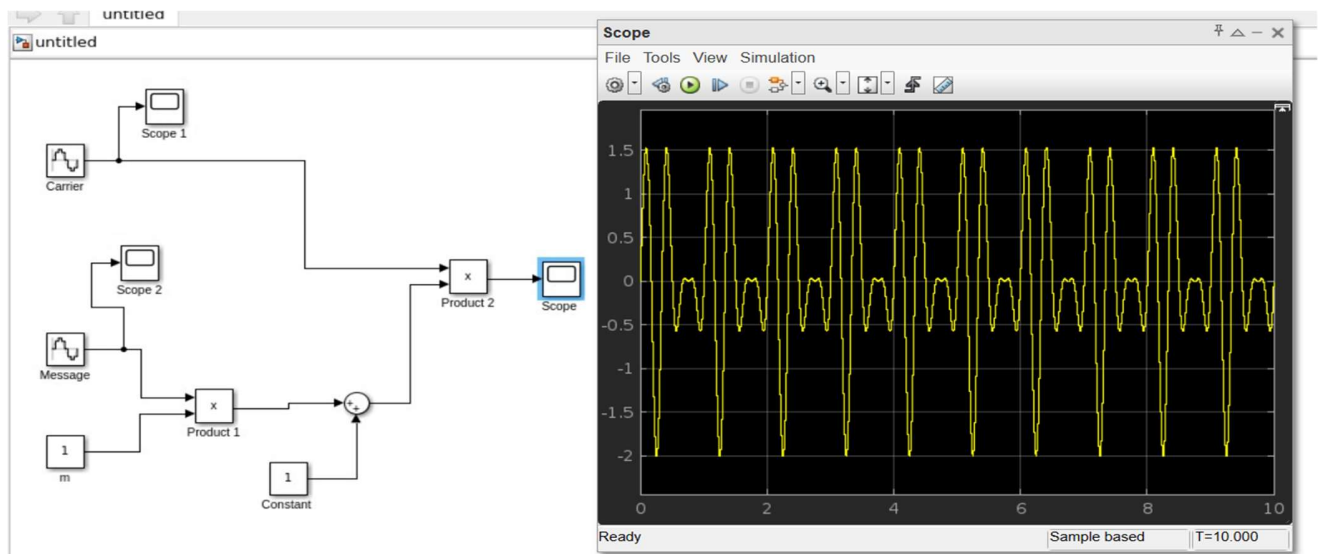 untitled
untitled
Scope 1
Carrier
Scope 2
Message
x
Product 1
1
m
1
Constant
x
Product 2
Scope
+
+
Scope
File Tools View Simulation
1.5
1
0.5
0
-0.5
-1
-1.5
-2
0 2 4 6 8 10
Ready Sample based T=10.000